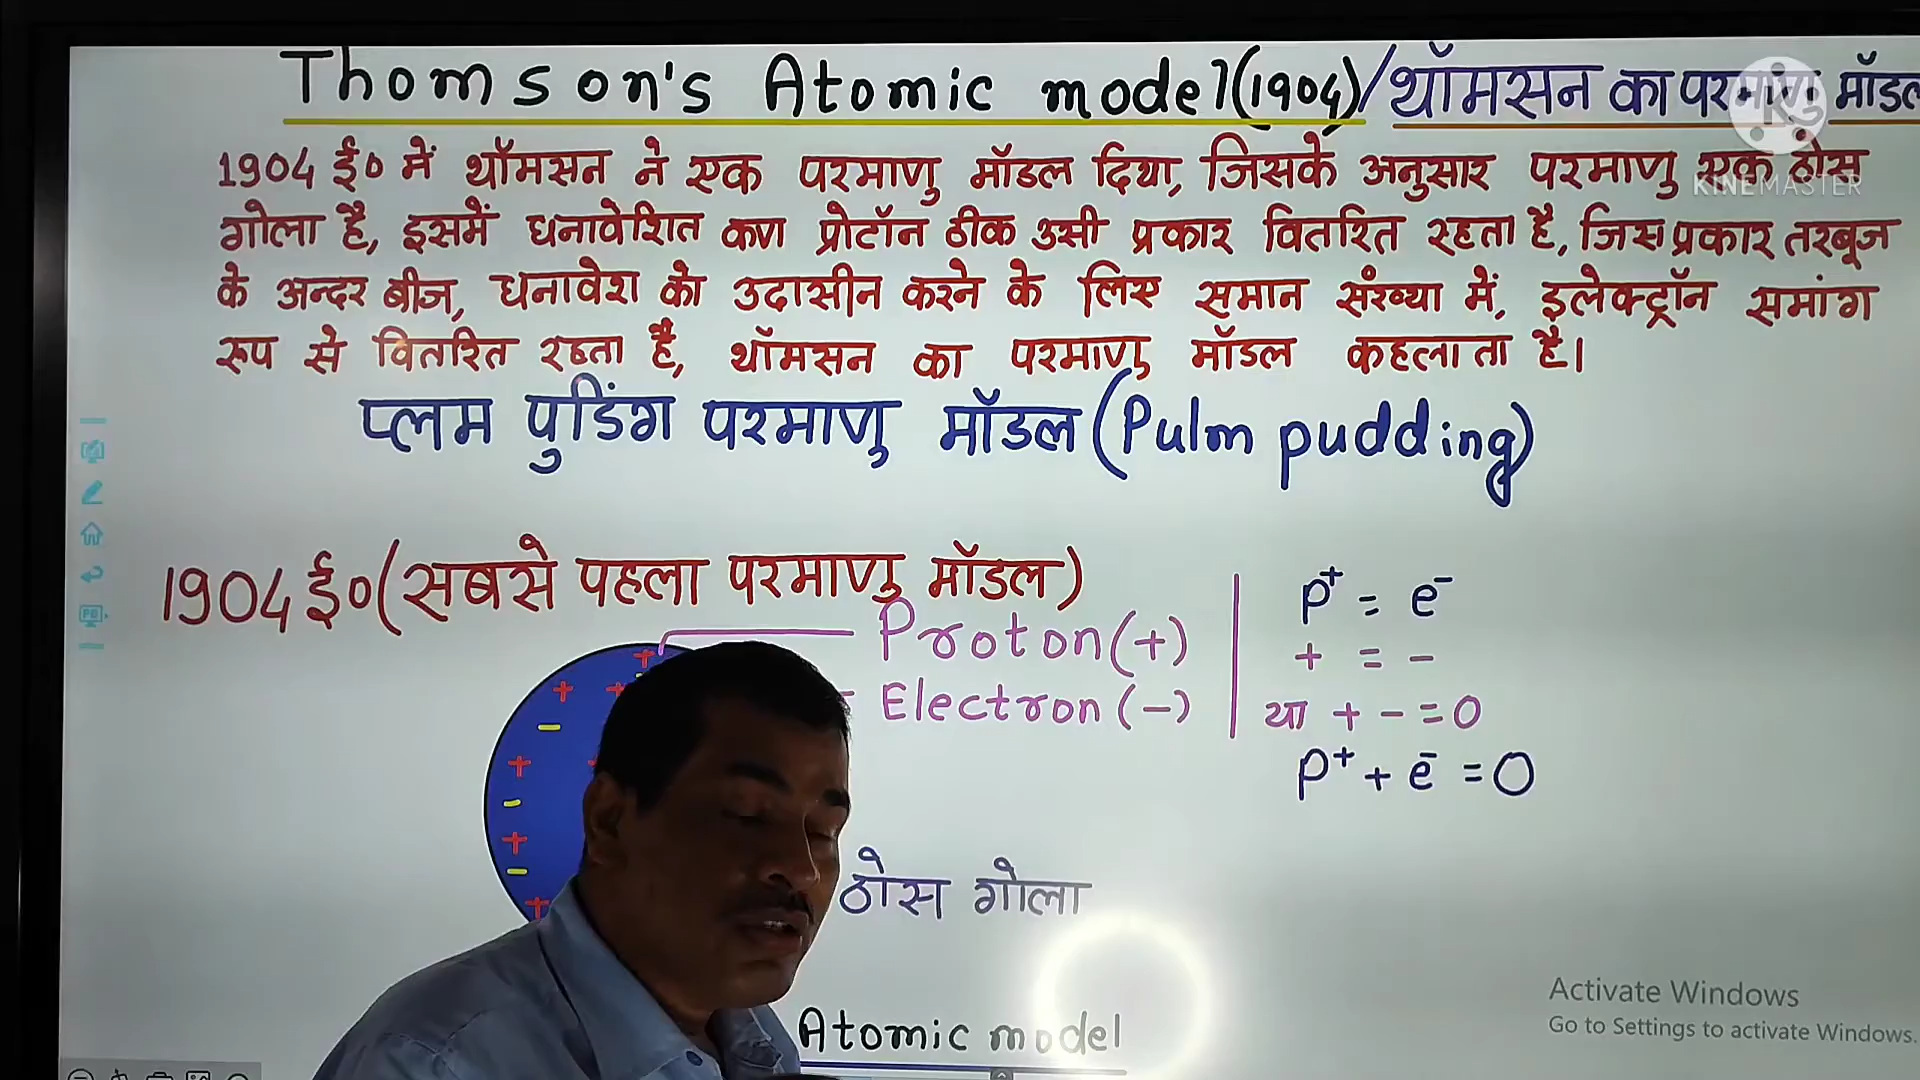 Thomson's Atomic model(1904)/थॉमसन का परमाणु मॉडल
1904 ई० में थॉमसन ने एक परमाणु मॉडल दिया, जिसके अनुसार परमाणु एक ठोस
गोला है, इसमें धनावेशित कण प्रोटॉन ठीक उसी प्रकार वितरित रहता है, जिस प्रकार तरबूज
के अन्दर बीज, धनावेश को उदासीन करने के लिए समान संख्या में, इलेक्ट्रॉन समांग
रूप से वितरित रहता है, थॉमसन का परमाणु मॉडल कहलाता है।
KINEMASTER
प्लम पुडिंग परमाणु मॉडल (Pulm pudding)
1904 ई० (सबसे पहला परमाणु मॉडल)
Proton (+)
Electron (-)
P⁺ = e⁻
+ = -
या + - = 0
P⁺ + e⁻ = 0
ठोस गोला
Atomic model
Activate Windows
Go to Settings to activate Windows.